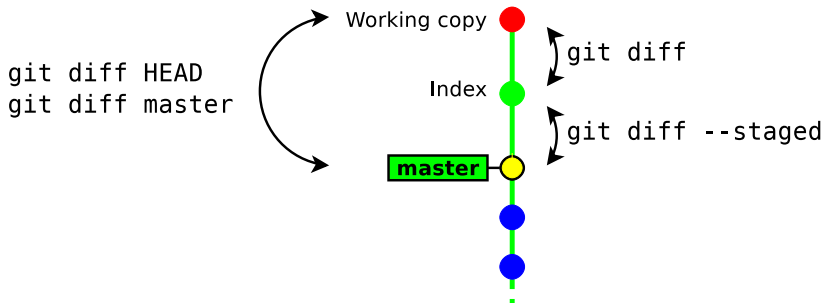 Working copy
git diff
git diff HEAD
git diff master
Index
git diff --staged
master